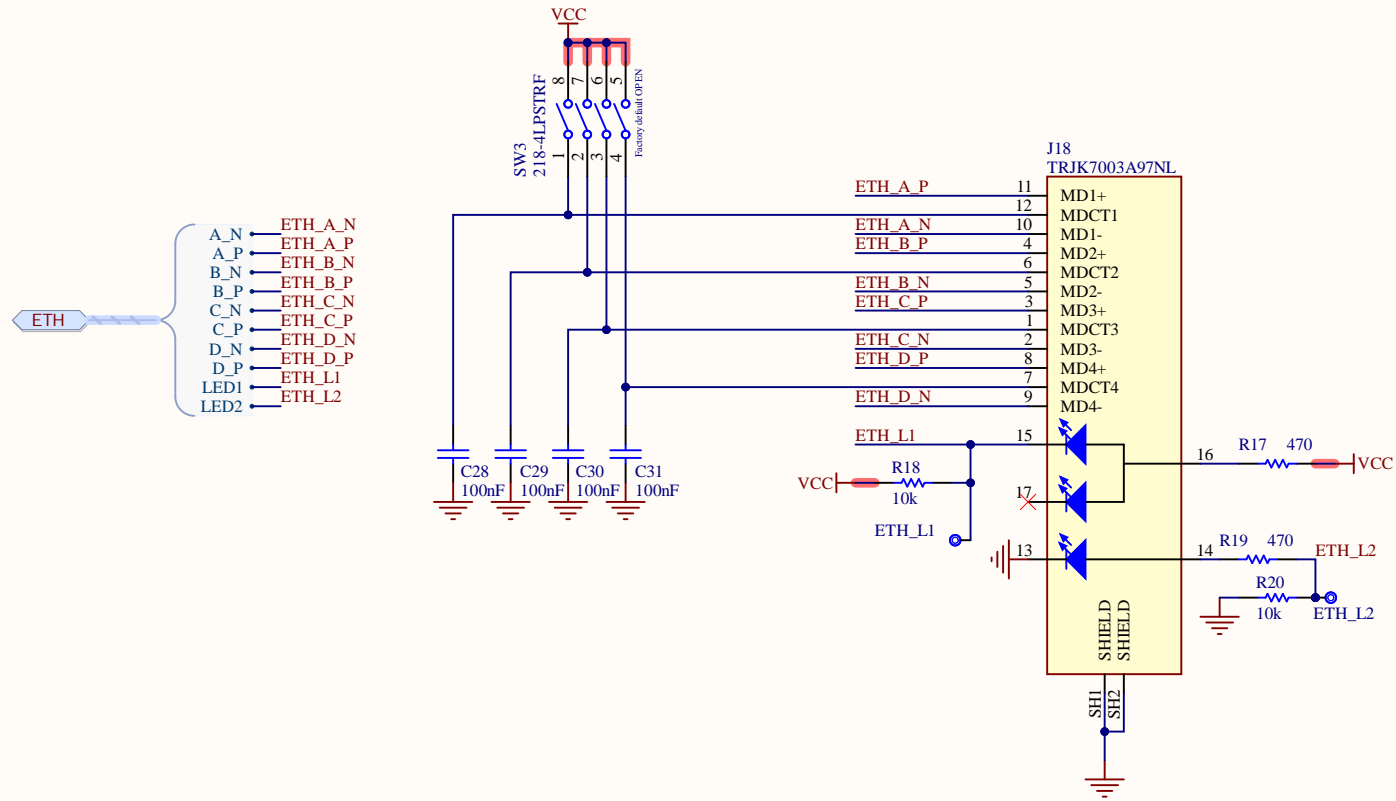 VCC
8
7
6
5
SW3
218-4LPSTRF
Factory default OPEN
1
2
3
4
ETH
A_N ETH_A_N
A_P ETH_A_P
B_N ETH_B_N
B_P ETH_B_P
C_N ETH_C_N
C_P ETH_C_P
D_N ETH_D_N
D_P ETH_D_P
LED1 ETH_L1
LED2 ETH_L2
C28
100nF
C29
100nF
C30
100nF
C31
100nF
J18
TRJK7003A97NL
ETH_A_P 11 MD1+
12 MDCT1
ETH_A_N 10 MD1-
ETH_B_P 4 MD2+
6 MDCT2
ETH_B_N 5 MD2-
ETH_C_P 3 MD3+
1 MDCT3
ETH_C_N 2 MD3-
ETH_D_P 8 MD4+
7 MDCT4
ETH_D_N 9 MD4-
ETH_L1 15
16 R17 470 VCC
VCC R18
10k
17
ETH_L1
13
14 R19 470 ETH_L2
R20
10k
ETH_L2
SHIELD
SHIELD
SH1
SH2